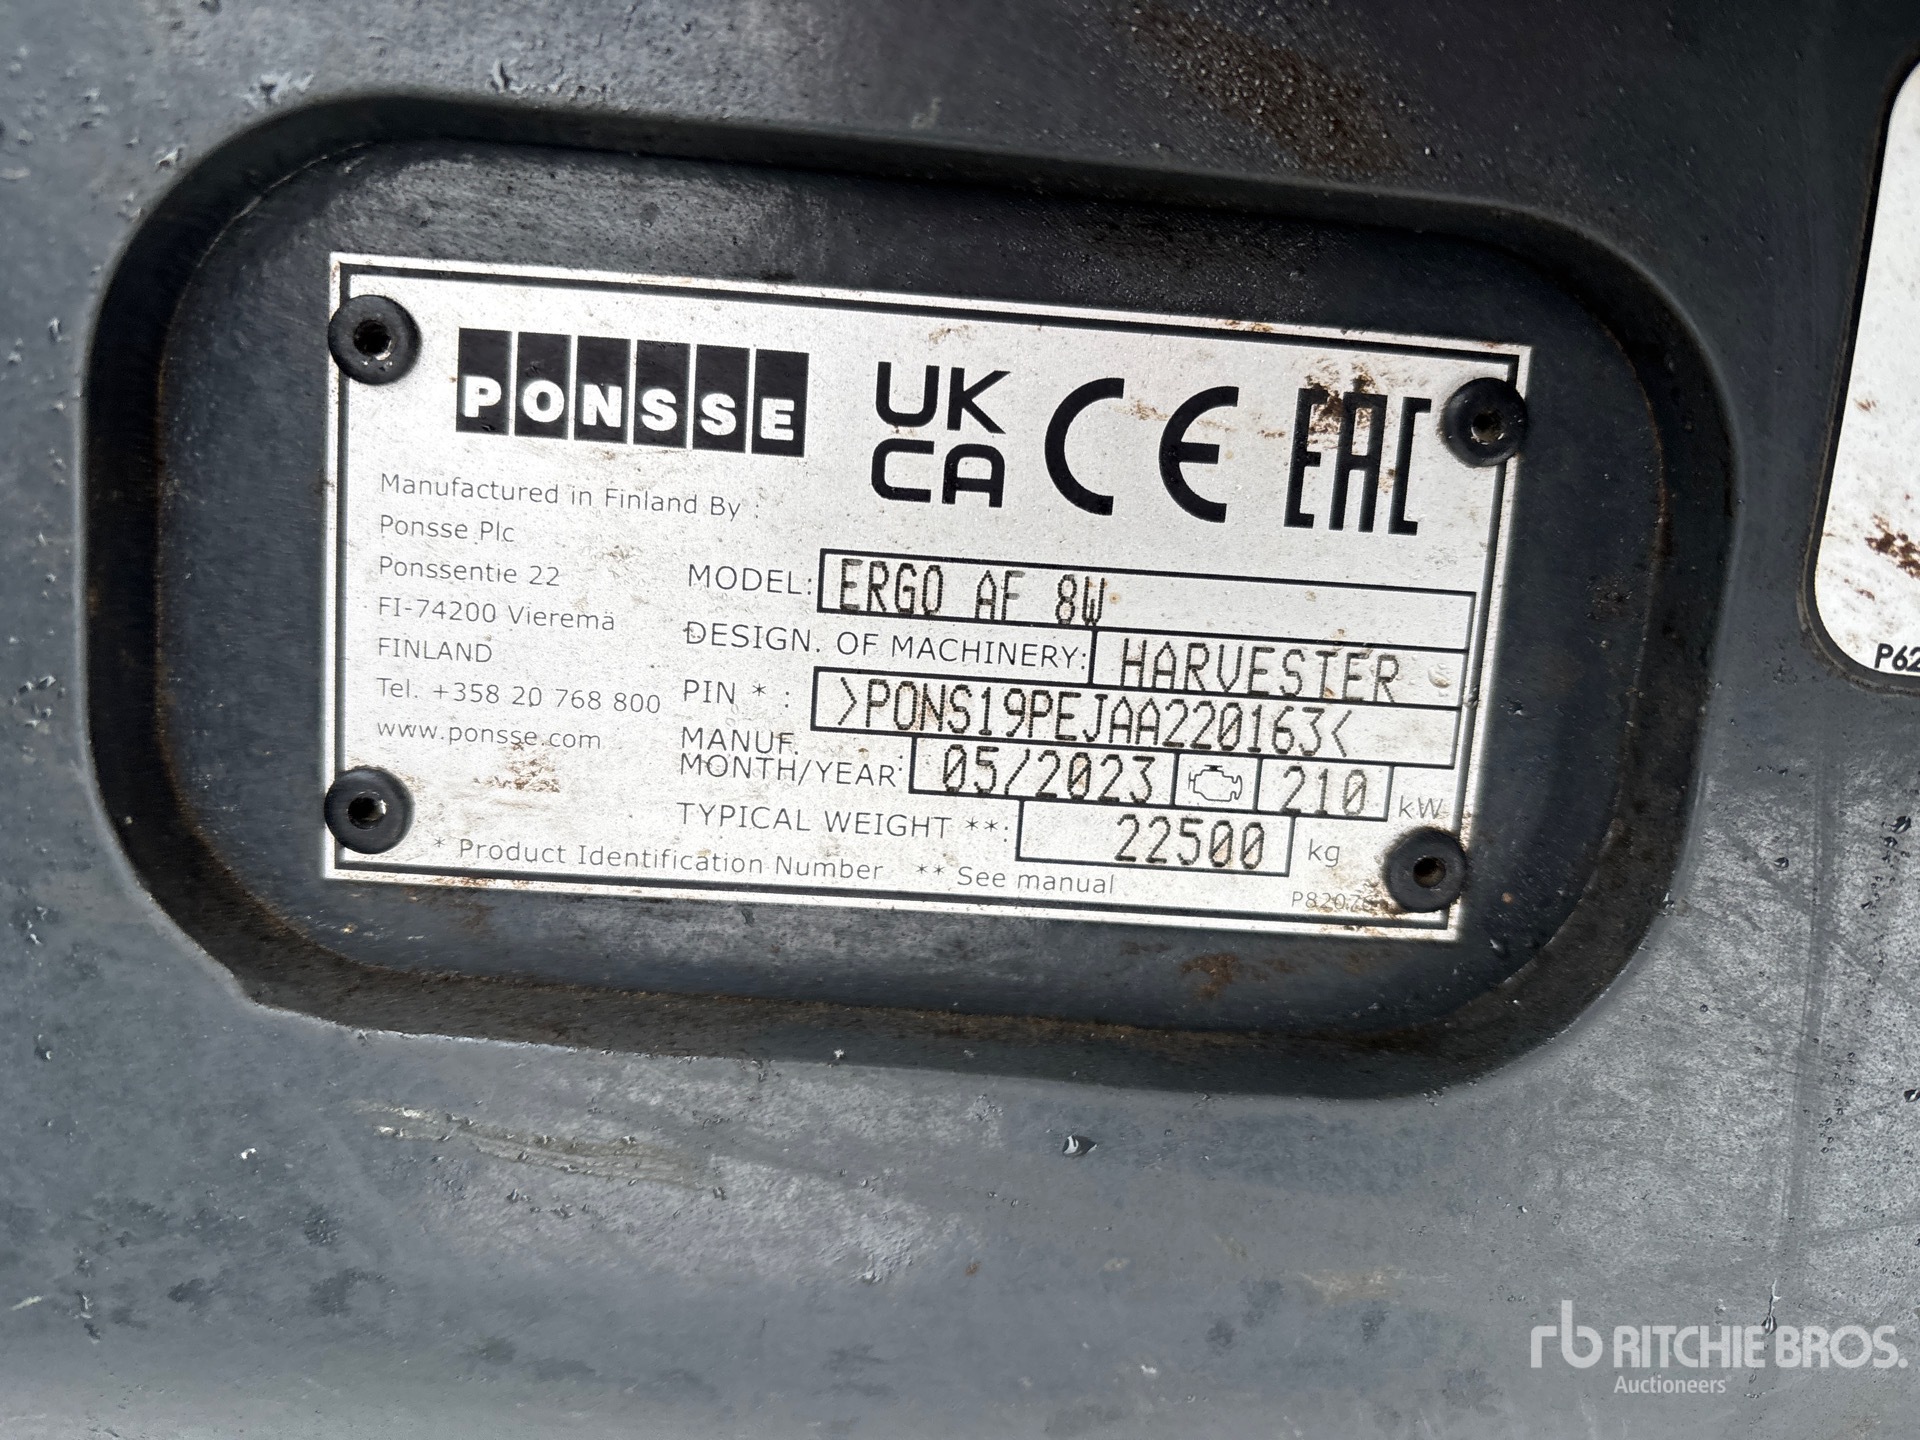 PONSSE
UK
CA CE EAC
Manufactured in Finland By :
Ponsse Plc
Ponssentie 22
FI-74200 Vieremä
FINLAND
Tel. +358 20 768 800
www.ponsse.com
MODEL: ERGO AF 8W
DESIGN. OF MACHINERY: HARVESTER
PIN * : >PONS19PEJAA220163<
MANUF.
MONTH/YEAR: 05/2023 210 kW
TYPICAL WEIGHT **: 22500 kg
* Product Identification Number ** See manual
rb RITCHIE BROS.
Auctioneers